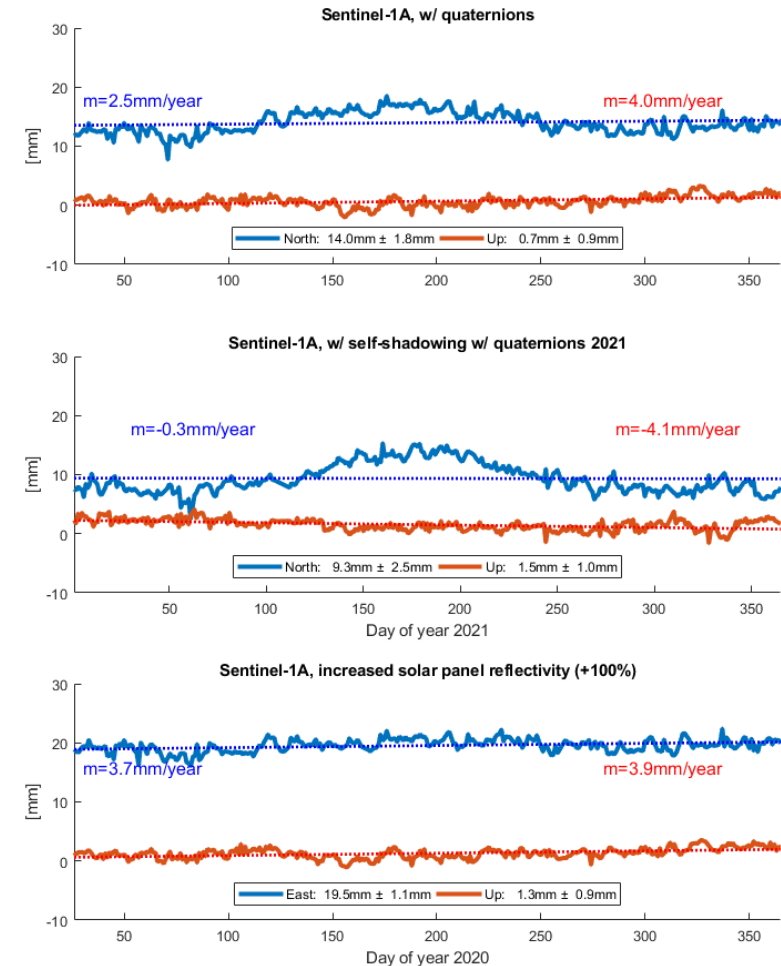 Sentinel-1A, w/ quaternions
30
20
10
0
-10
[mm]
m=2.5mm/year
m=4.0mm/year
North: 14.0mm ± 1.8mm Up: 0.7mm ± 0.9mm
50 100 150 200 250 300 350
Sentinel-1A, w/ self-shadowing w/ quaternions 2021
30
20
10
0
-10
[mm]
m=-0.3mm/year
m=-4.1mm/year
North: 9.3mm ± 2.5mm Up: 1.5mm ± 1.0mm
50 100 150 200 250 300 350
Day of year 2021
Sentinel-1A, increased solar panel reflectivity (+100%)
30
20
10
0
-10
[mm]
m=3.7mm/year
m=3.9mm/year
East: 19.5mm ± 1.1mm Up: 1.3mm ± 0.9mm
50 100 150 200 250 300 350
Day of year 2020